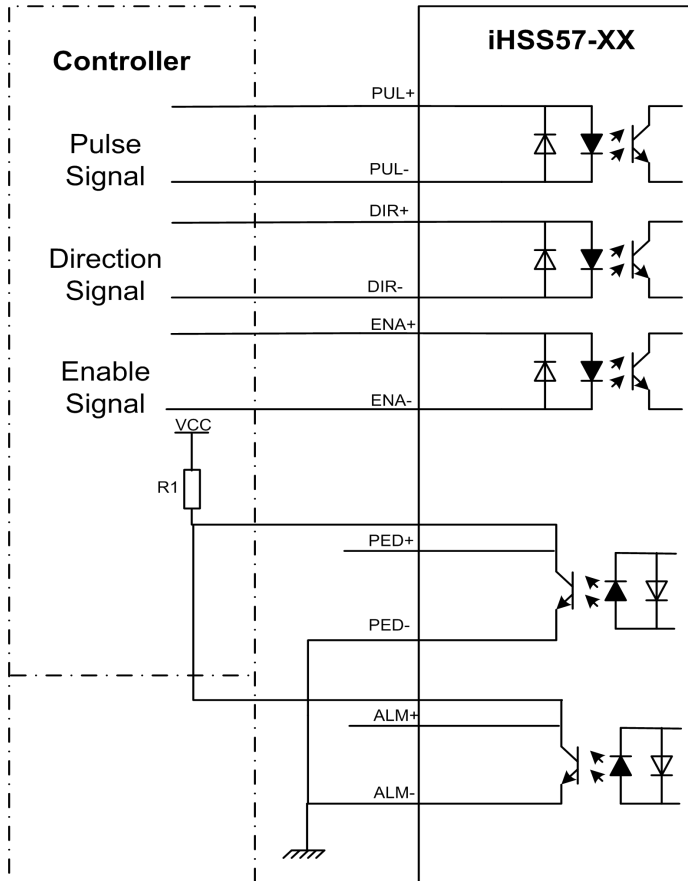 Controller
iHSS57-XX
PUL+
Pulse
Signal
PUL-
DIR+
Direction
Signal
DIR-
ENA+
Enable
Signal
ENA-
VCC
R1
PED+
PED-
ALM+
ALM-